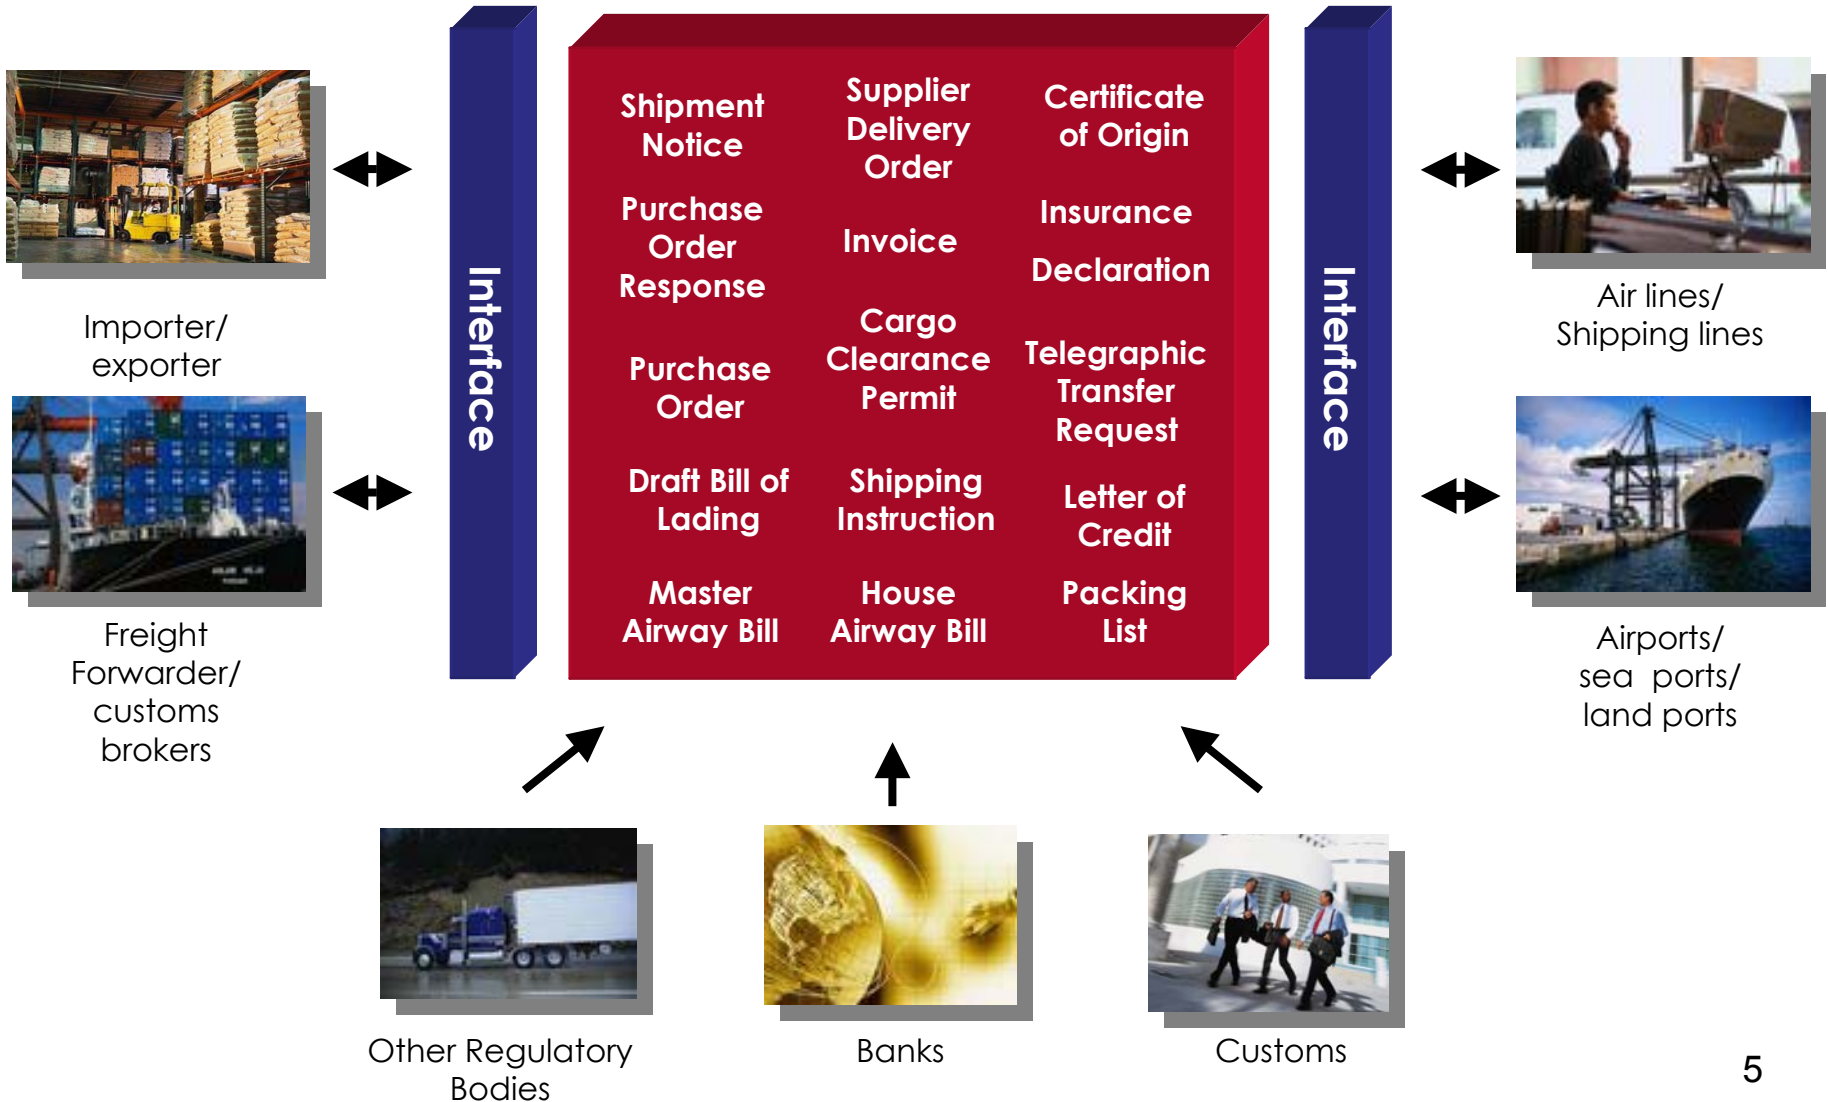 Importer/
exporter
Freight
Forwarder/
customs
brokers
Interface
Shipment
Notice
Purchase
Order
Response
Purchase
Order
Draft Bill of
Lading
Master
Airway Bill
Supplier
Delivery
Order
Invoice
Cargo
Clearance
Permit
Shipping
Instruction
House
Airway Bill
Certificate
of Origin
Insurance
Declaration
Telegraphic
Transfer
Request
Letter of
Credit
Packing
List
Interface
Air lines/
Shipping lines
Airports/
sea ports/
land ports
Other Regulatory
Bodies
Banks
Customs
5